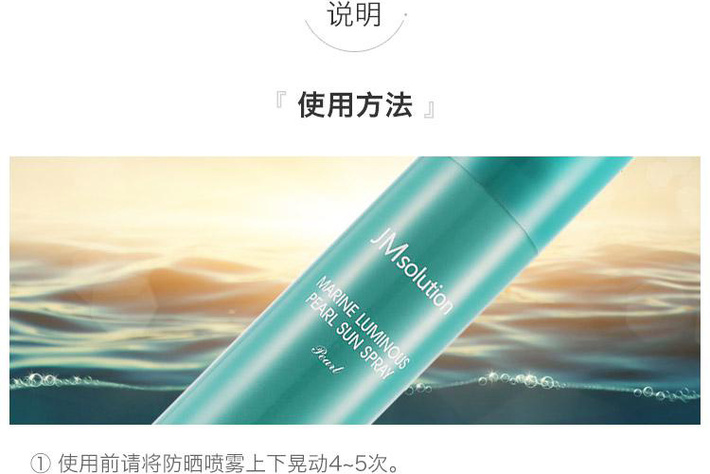 说明
『 使用方法 』
JMsolution
MARINE LUMINOUS
PEARL SUN SPRAY
Pearl
① 使用前请将防晒喷雾上下晃动4~5次。